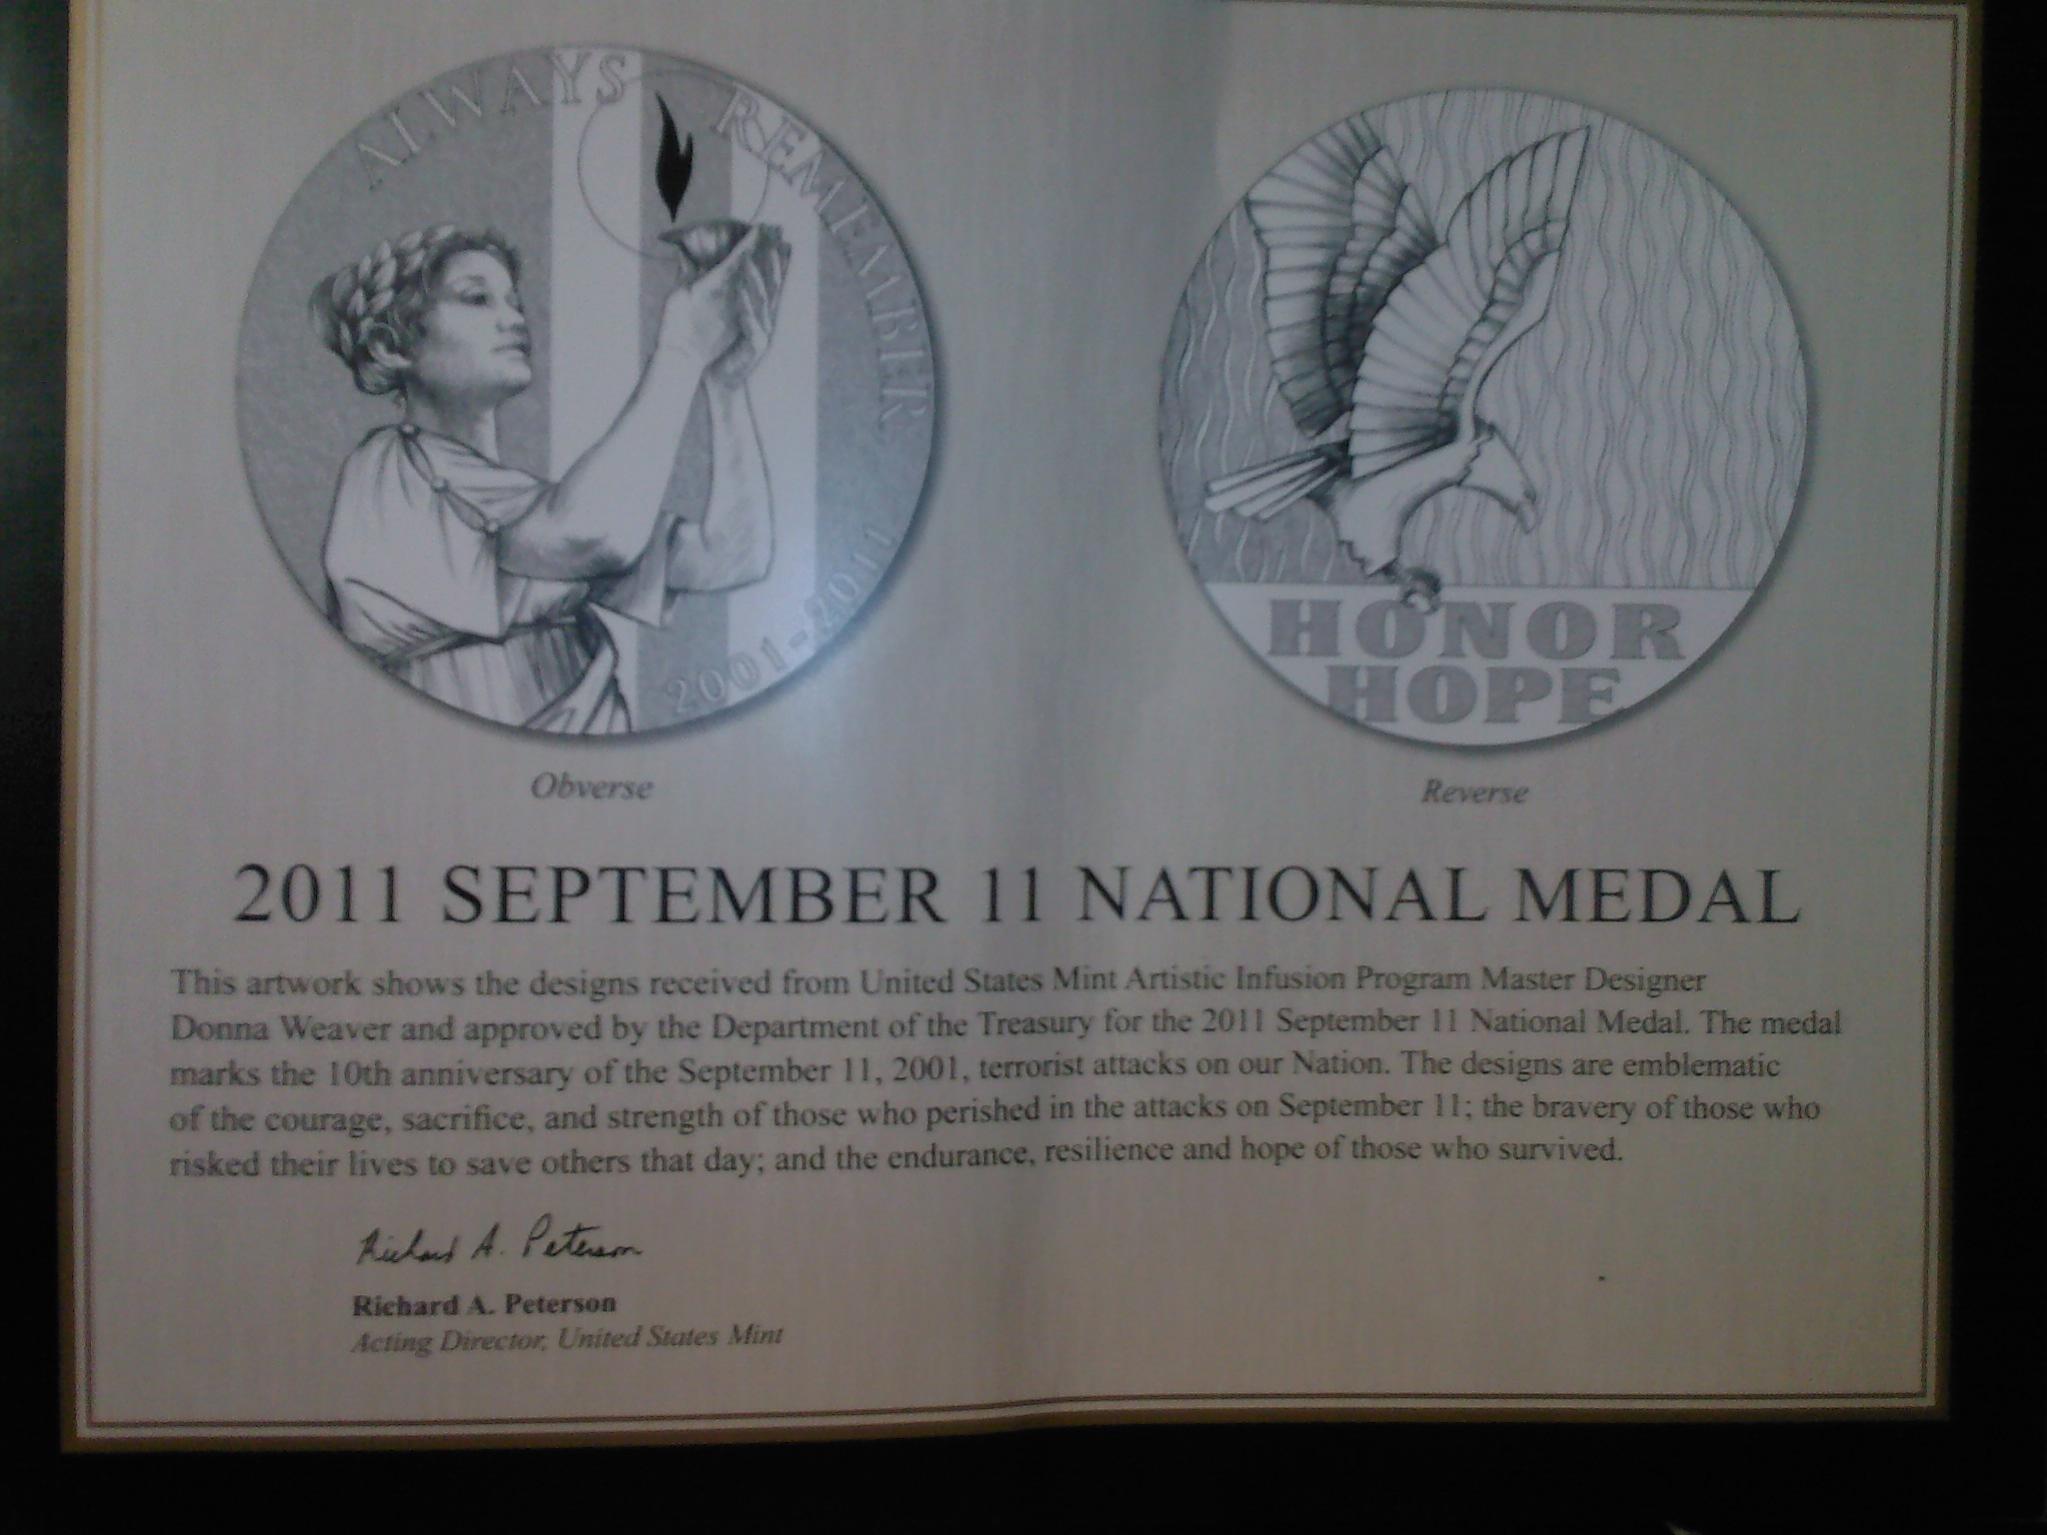 ALWAYS REMEMBER
2001-2011
HONOR
HOPE
Obverse
Reverse
2011 SEPTEMBER 11 NATIONAL MEDAL
This artwork shows the designs received from United States Mint Artistic Infusion Program Master Designer
Donna Weaver and approved by the Department of the Treasury for the 2011 September 11 National Medal. The medal
marks the 10th anniversary of the September 11, 2001, terrorist attacks on our Nation. The designs are emblematic
of the courage, sacrifice, and strength of those who perished in the attacks on September 11; the bravery of those who
risked their lives to save others that day; and the endurance, resilience and hope of those who survived.
Richard A. Peterson
Richard A. Peterson
Acting Director, United States Mint